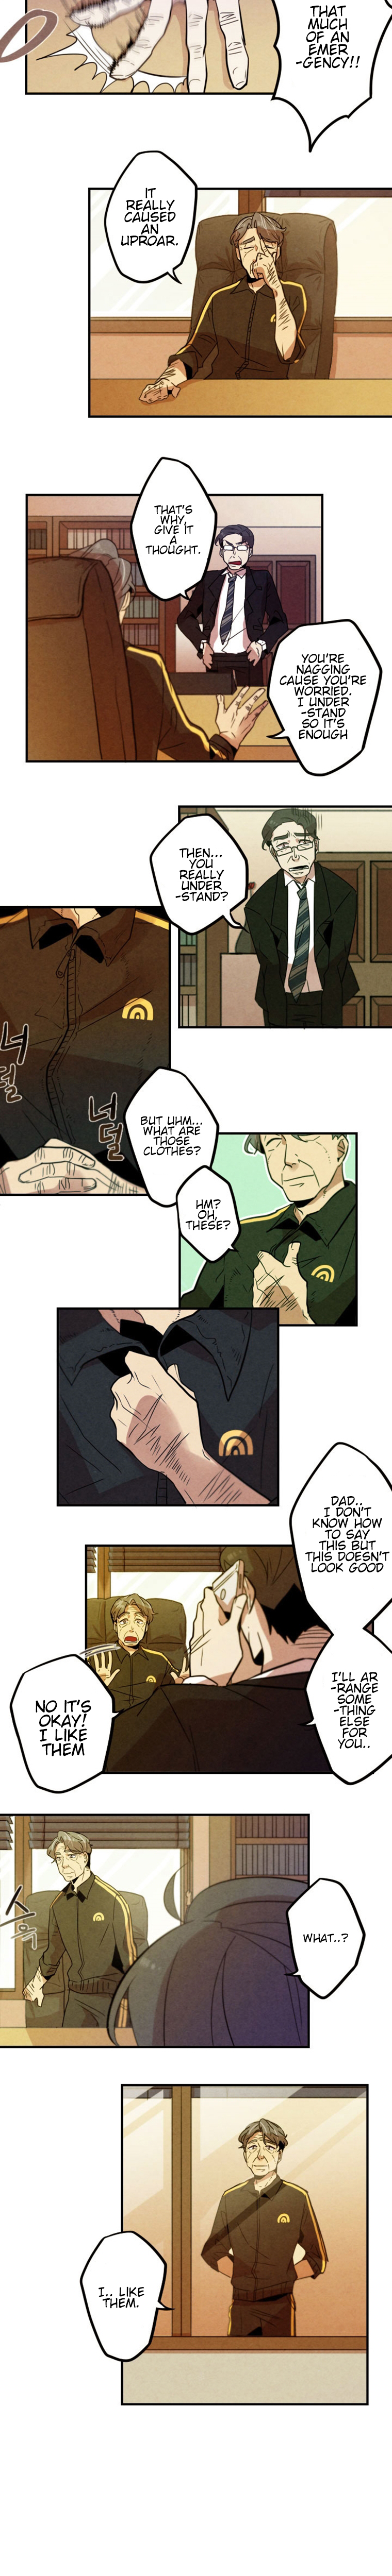 THAT
MUCH
OF AN
EMER
-GENCY!!
IT
REALLY
CAUSED
AN
UPROAR.
THAT'S
WHY,
GIVE IT
A
THOUGHT.
YOU'RE
NAGGING
CAUSE YOU'RE
WORRIED.
I UNDER
-STAND
SO IT'S
ENOUGH
THEN...
YOU
REALLY
UNDER
-STAND?
너덜
너덜
BUT UHM...
WHAT ARE
THOSE
CLOTHES?
HM?
OH,
THESE?
DAD..
I DON'T
KNOW HOW
TO SAY
THIS BUT
THIS DOESN'T
LOOK GOOD
I'LL AR
-RANGE
SOME
-THING
ELSE
FOR
YOU..
NO IT'S
OKAY!
I LIKE
THEM
스윽
WHAT..?
I.. LIKE
THEM.